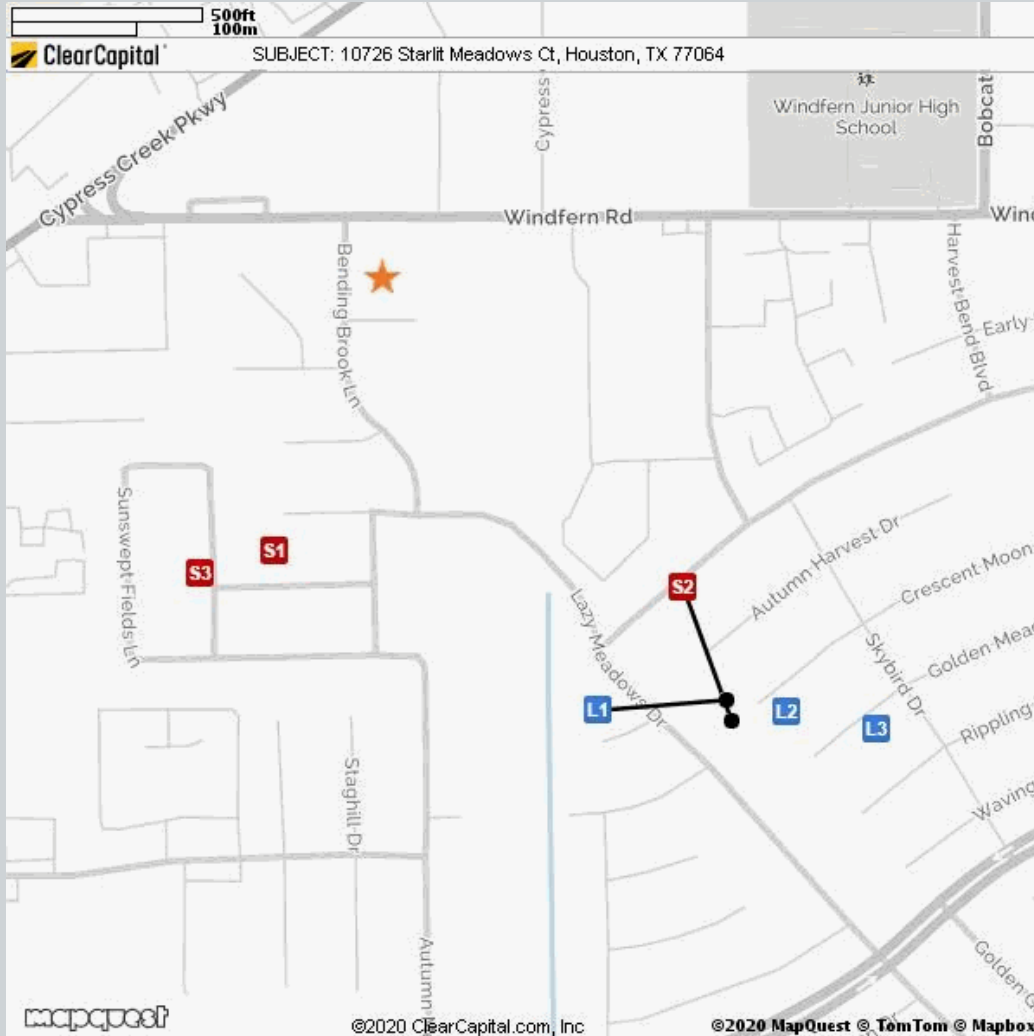 500ft
100m
ClearCapital
SUBJECT: 10726 Starlit Meadows Ct, Houston, TX 77064
Cypress Creek Pkwy
Cypress
Windfern Junior High
School
Bobcat
Windfern Rd
Wind
Bending Brook Ln
Harvest Bend Blvd
Early
Sunswept Fields Ln
S1
S3
S2
Lazy Meadows Dr
Autumn Harvest Dr
Crescent Moon
Golden Mea
Skybird Dr
Rippling
Waving
L1
L2
L3
Staghill Dr
Autumn
Golden
Dr
mapquest
©2020 ClearCapital.com, Inc
©2020 MapQuest © TomTom © Mapbox